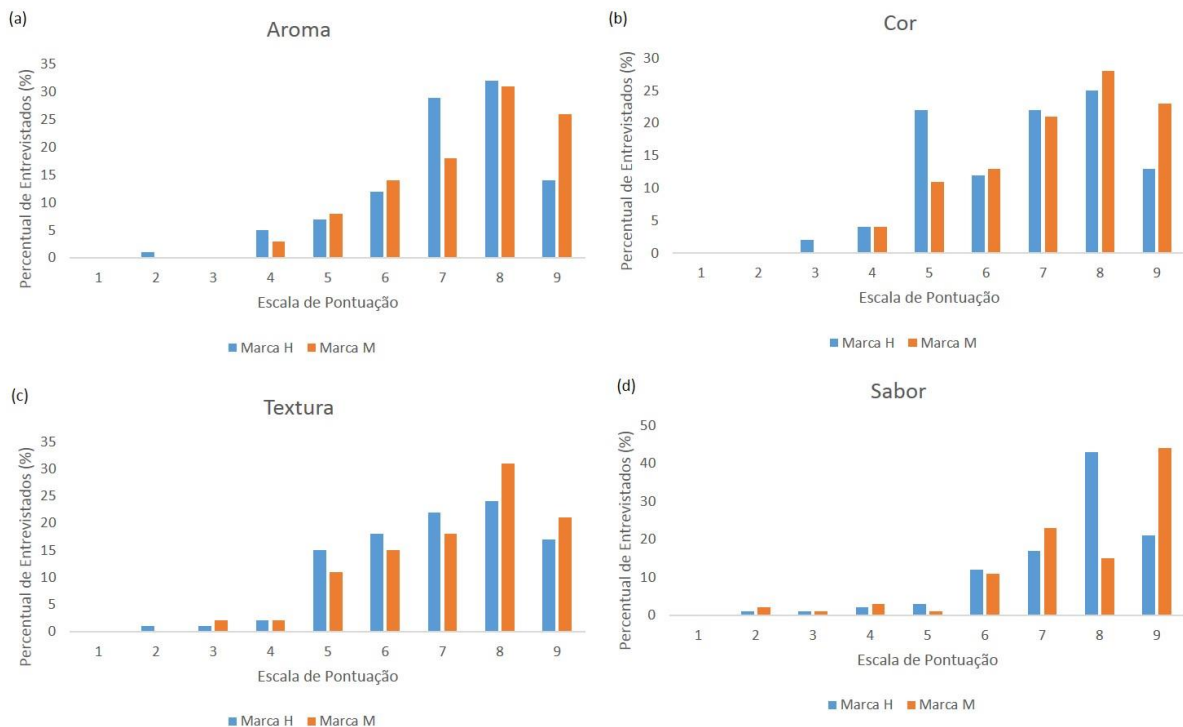 (a)
Aroma
Percentual de Entrevistados (%)
35
30
25
20
15
10
5
0
1 2 3 4 5 6 7 8 9
Escala de Pontuação
Marca H Marca M
(b)
Cor
Percentual de Entrevistados (%)
30
25
20
15
10
5
0
1 2 3 4 5 6 7 8 9
Escala de Pontuação
Marca H Marca M
(c)
Textura
Percentual de Entrevistados (%)
35
30
25
20
15
10
5
0
1 2 3 4 5 6 7 8 9
Escala de Pontuação
Marca H Marca M
(d)
Sabor
Percentual de Entrevistados (%)
50
40
30
20
10
0
1 2 3 4 5 6 7 8 9
Escala de Pontuação
Marca H Marca M